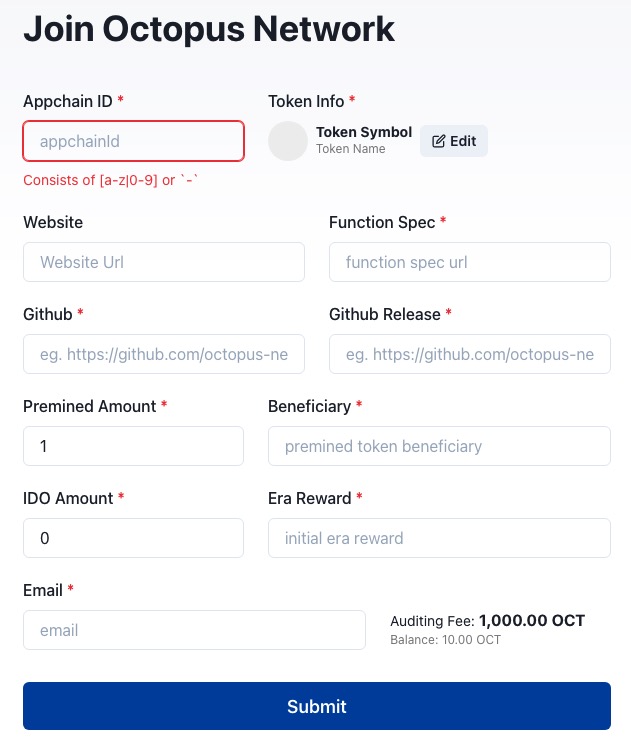 Join Octopus Network
Appchain ID *
Token Info *
appchainId
Token Symbol
Token Name
Edit
Consists of [a-z|0-9] or `-`
Website
Function Spec *
Website Url
function spec url
Github *
Github Release *
eg. https://github.com/octopus-ne
eg. https://github.com/octopus-ne
Premined Amount *
Beneficiary *
1
premined token beneficiary
IDO Amount *
Era Reward *
0
initial era reward
Email *
email
Auditing Fee: 1,000.00 OCT
Balance: 10.00 OCT
Submit